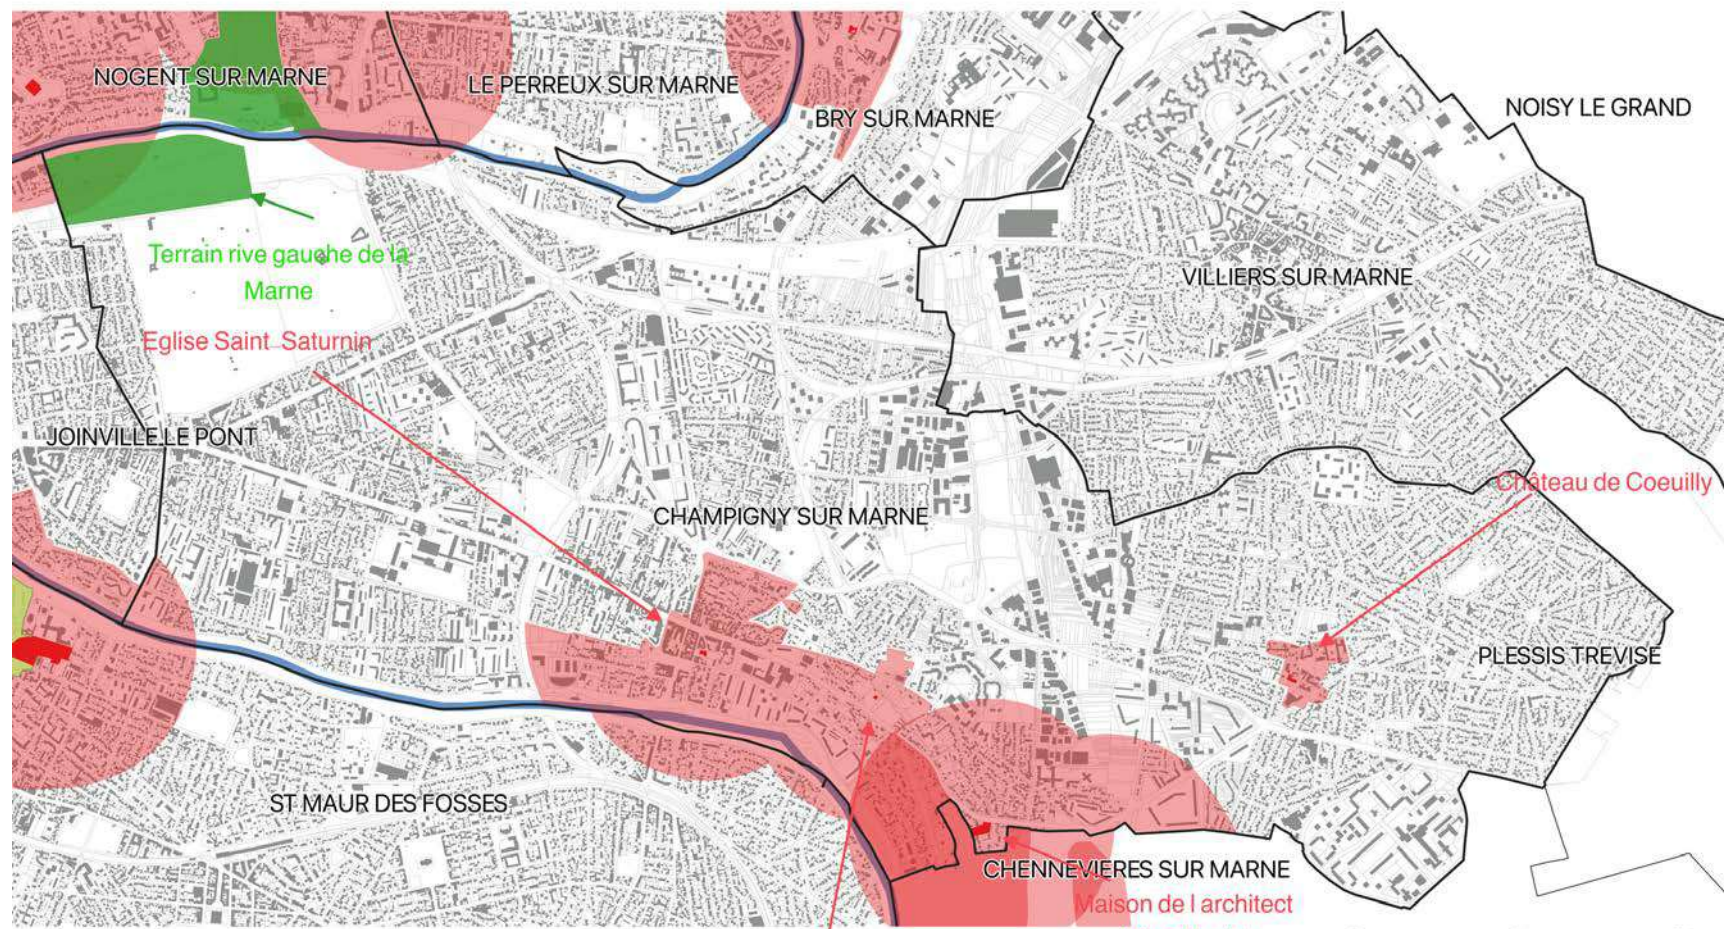 NOGENT SUR MARNE
LE PERREUX SUR MARNE
BRY SUR MARNE
NOISY LE GRAND
Terrain rive gauche de la
Marne
VILLIERS SUR MARNE
Eglise Saint Saturnin
JOINVILLE LE PONT
CHAMPIGNY SUR MARNE
Château de Coeuilly
PLESSIS TREVISE
ST MAUR DES FOSSES
CHENNEVIERES SUR MARNE
Maison de l architect